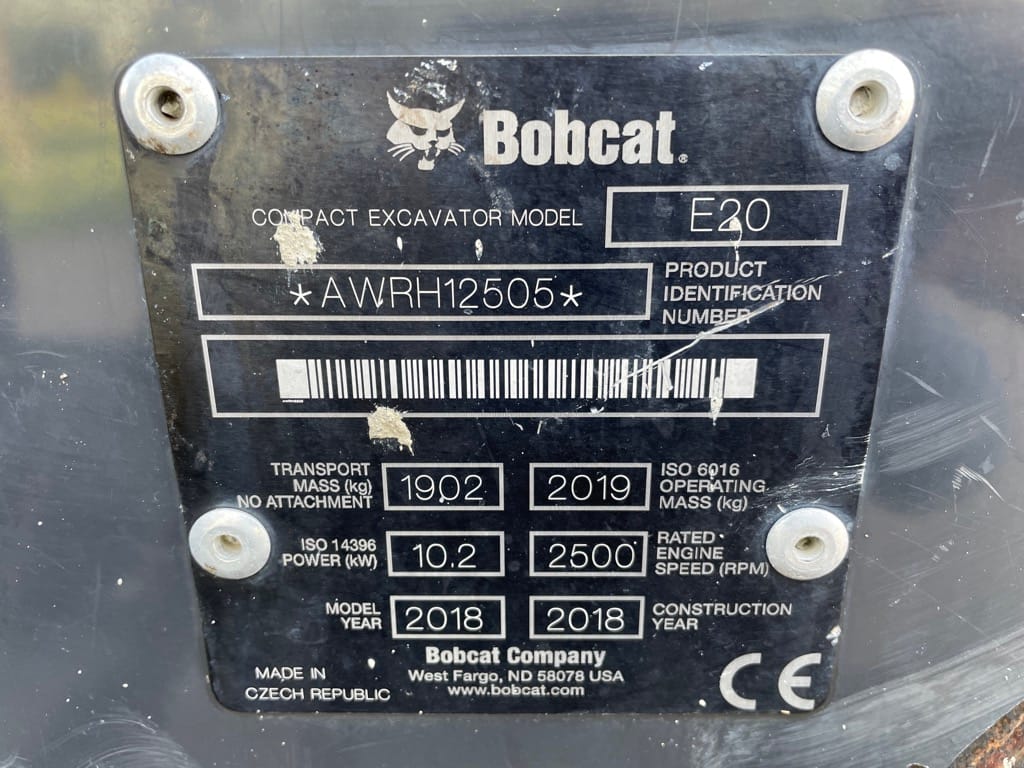 Bobcat®
COMPACT EXCAVATOR MODEL E20
*AWRH12505* PRODUCT
IDENTIFICATION
NUMBER
TRANSPORT
MASS (kg)
NO ATTACHMENT
1902
2019
ISO 6016
OPERATING
MASS (kg)
ISO 14396
POWER (kW)
10.2
2500
RATED
ENGINE
SPEED (RPM)
MODEL
YEAR
2018
2018
CONSTRUCTION
YEAR
Bobcat Company
West Fargo, ND 58078 USA
www.bobcat.com
MADE IN
CZECH REPUBLIC
CE